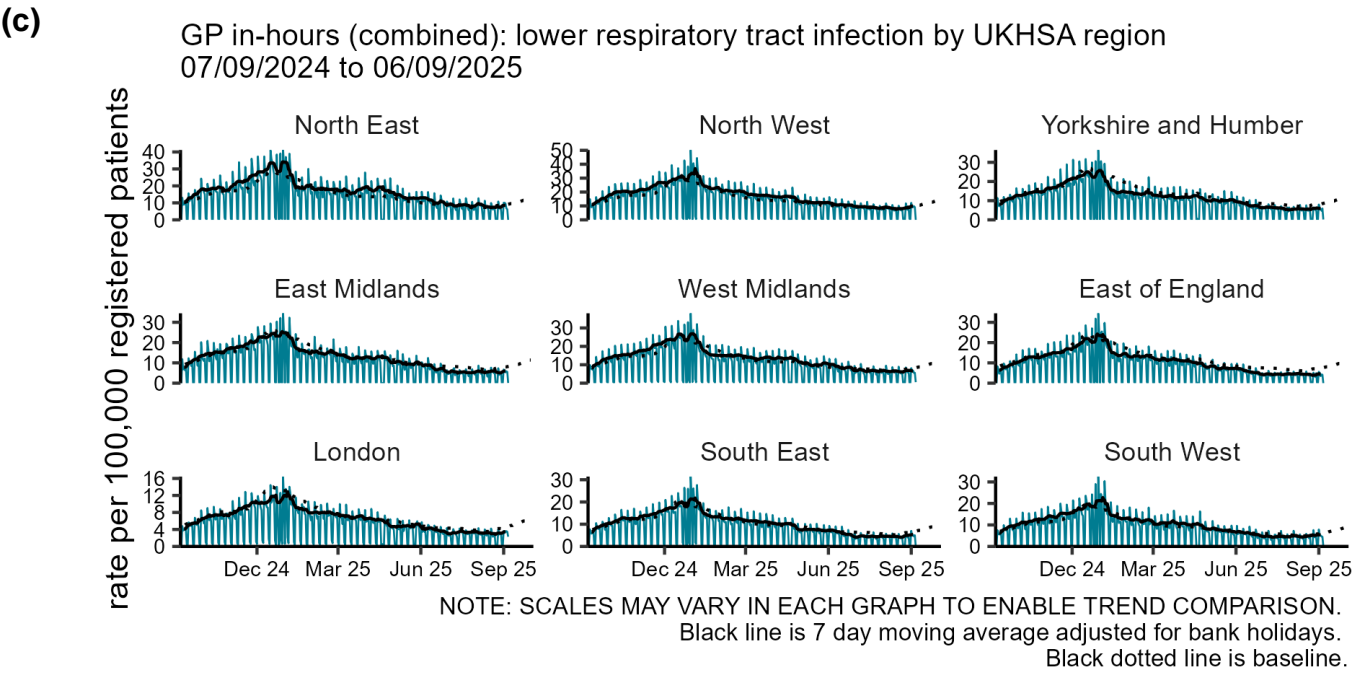 (c)
GP in-hours (combined): lower respiratory tract infection by UKHSA region
07/09/2024 to 06/09/2025
rate per 100,000 registered patients
North East
40
30
20
10
0
North West
50
40
30
20
10
0
Yorkshire and Humber
30
20
10
0
East Midlands
30
20
10
0
West Midlands
30
20
10
0
East of England
30
20
10
0
London
16
12
8
4
0
South East
30
20
10
0
South West
30
20
10
0
Dec 24 Mar 25 Jun 25 Sep 25
Dec 24 Mar 25 Jun 25 Sep 25
Dec 24 Mar 25 Jun 25 Sep 25
NOTE: SCALES MAY VARY IN EACH GRAPH TO ENABLE TREND COMPARISON.
Black line is 7 day moving average adjusted for bank holidays.
Black dotted line is baseline.